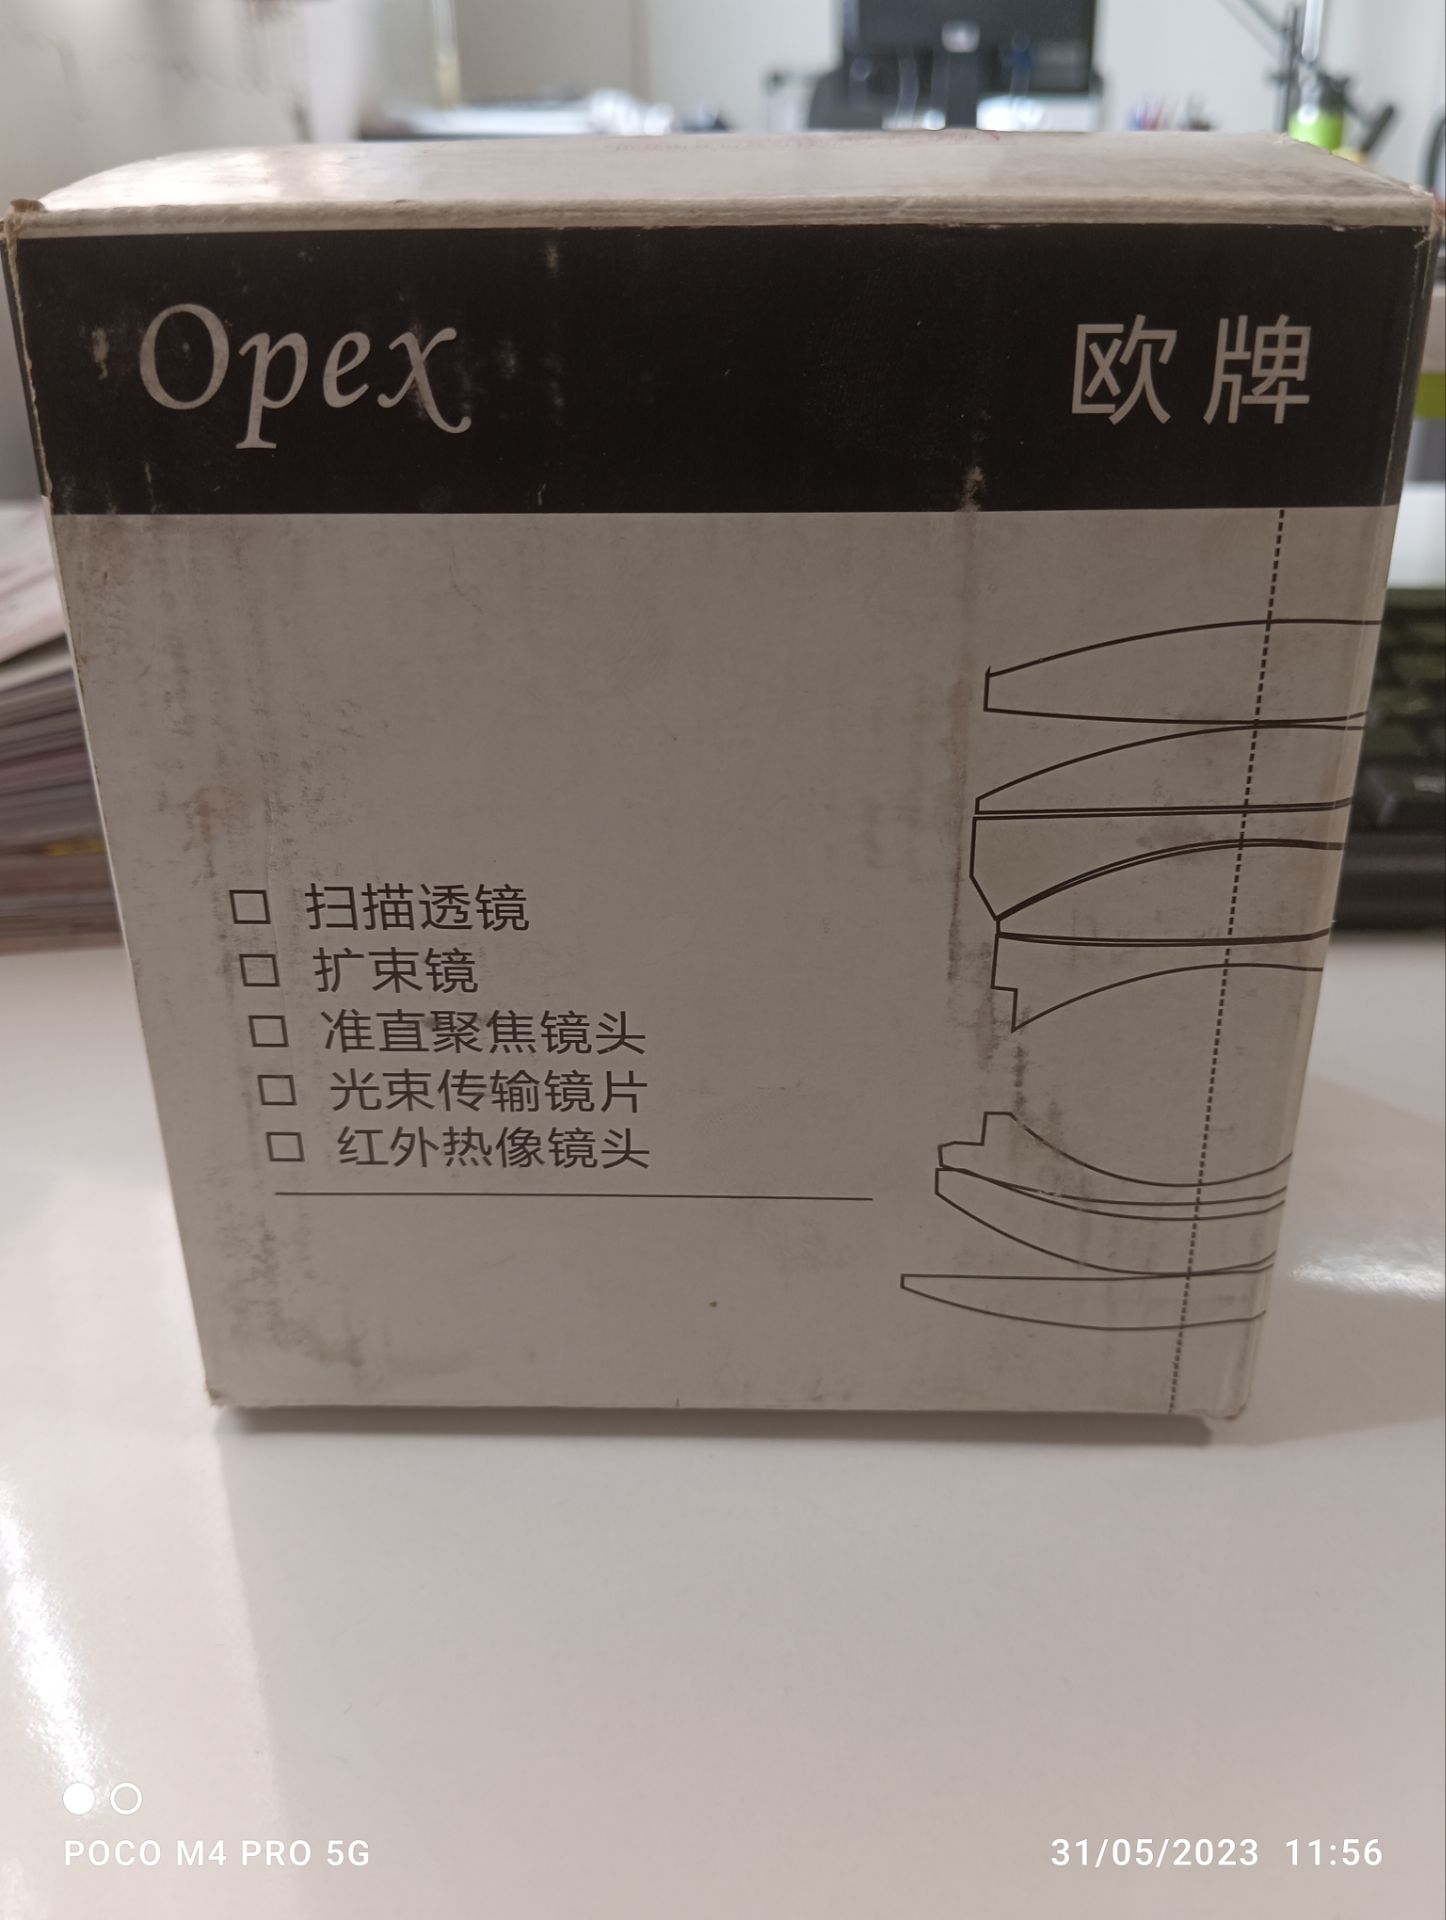 Opex
欧牌
扫描透镜
扩束镜
准直聚焦镜头
光束传输镜片
红外热像镜头
POCO M4 PRO 5G
31/05/2023 11:56